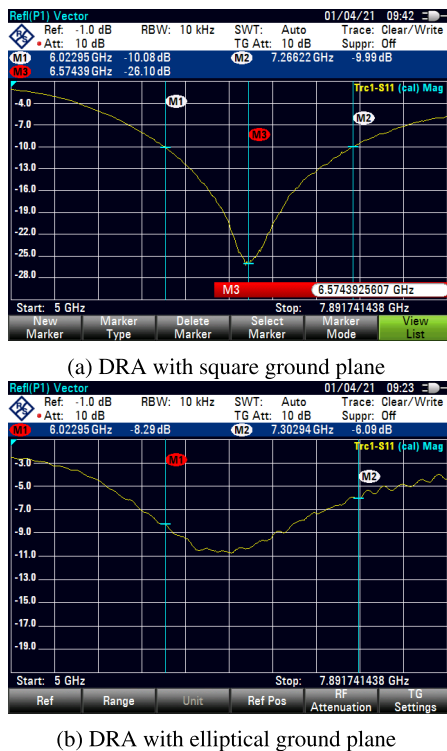 Refl(P1) Vector 01/04/21 09:42
Ref: -1.0 dB RBW: 10 kHz SWT: Auto Trace: Clear/Write
Att: 10 dB TG Att: 10 dB Suppr: Off
M1 6.02295 GHz -10.08 dB M2 7.26622 GHz -9.99 dB
M3 6.57439 GHz -26.10 dB
Trc1-S11 (cal) Mag
M1
-4.0
M2
-7.0
M3
-10.0
-13.0
-16.0
-19.0
-22.0
-25.0
-28.0
M3 6.5743925607 GHz
Start: 5 GHz Stop: 7.891741438 GHz
New Marker Delete Select Marker View
Marker Type Marker Marker Mode List
(a) DRA with square ground plane
Refl(P1) Vector 01/04/21 09:23
Ref: -1.0 dB RBW: 10 kHz SWT: Auto Trace: Clear/Write
Att: 10 dB TG Att: 10 dB Suppr: Off
M1 6.02295 GHz -8.29 dB M2 7.30294 GHz -6.09 dB
Trc1-S11 (cal) Mag
M1
-3.0
M2
-5.0
-7.0
-9.0
-11.0
-13.0
-15.0
-17.0
-19.0
Start: 5 GHz Stop: 7.891741438 GHz
Ref Range Unit Ref Pos RF TG
Attenuation Settings
(b) DRA with elliptical ground plane